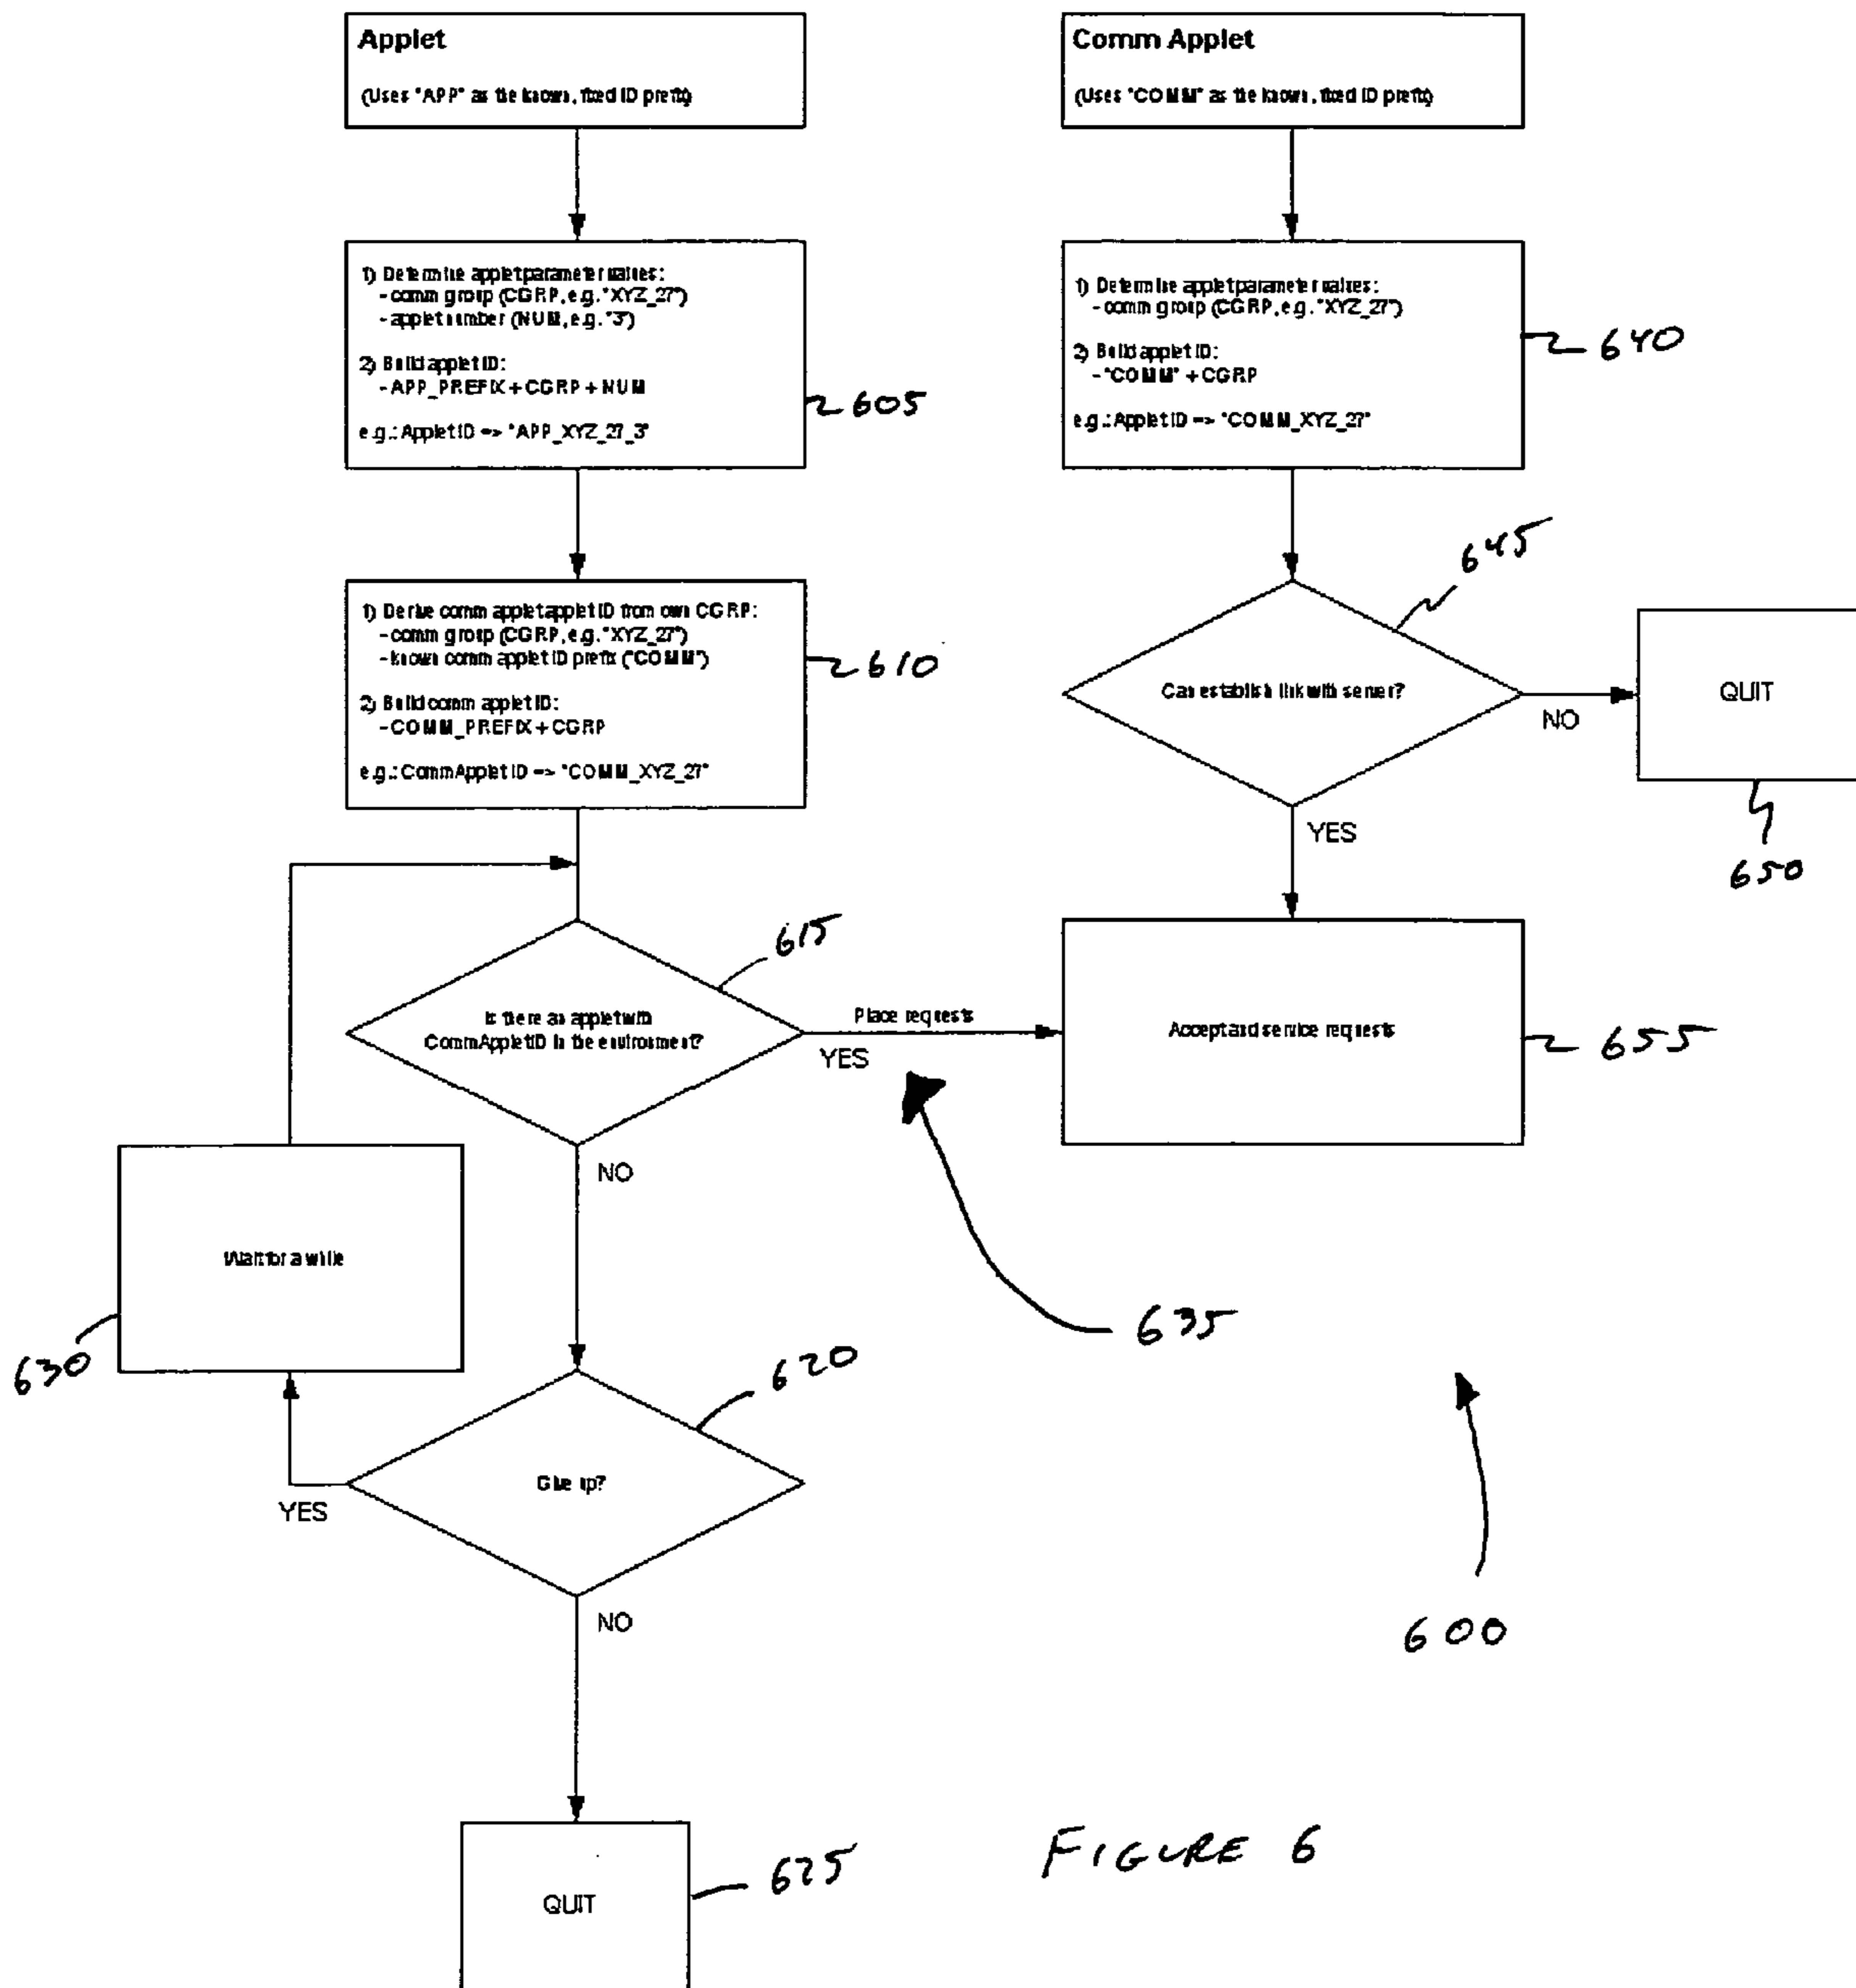 Applet
(Uses "APP" as the known, fixed ID prefix)
1) Determine applet parameter values:
- comm group (CGRP, e.g. "XYZ_27")
- applet number (NUM, e.g. "3")
2) Build applet ID:
- APP_PREFIX + CGRP + NUM
e.g.: Applet ID => "APP_XYZ_27_3"
605
1) Derive comm applet applet ID from own CGRP:
- comm group (CGRP, e.g. "XYZ_27")
- known comm applet ID prefix ("COMM")
2) Build comm applet ID:
- COMM_PREFIX + CGRP
e.g.: CommApplet ID => "COMM_XYZ_27"
610
Is there an applet with
CommAppletID in the environment?
615
Place requests
YES
NO
635
Wait for a while
630
Give up?
620
YES
NO
QUIT
625
Comm Applet
(Uses "COMM" as the known, fixed ID prefix)
1) Determine applet parameter values:
- comm group (CGRP, e.g. "XYZ_27")
2) Build applet ID:
- "COMM" + CGRP
e.g.: Applet ID => "COMM_XYZ_27"
640
Can establish link with server?
645
NO
QUIT
650
YES
Accept and service requests
655
600
FIGURE 6